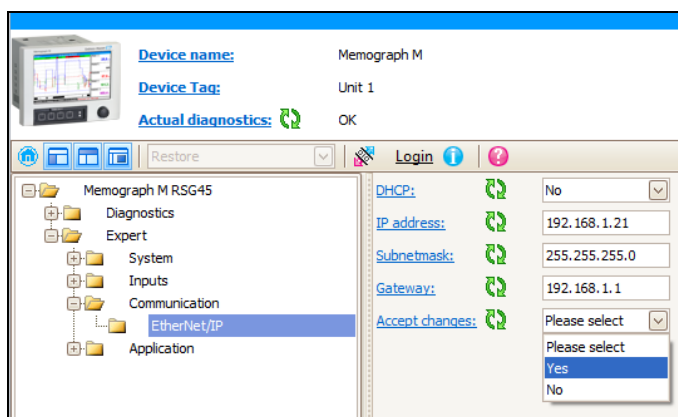 Device name: Memograph M
Device Tag: Unit 1
Actual diagnostics: OK
Restore Login
Memograph M RSG45
Diagnostics
Expert
System
Inputs
Communication
EtherNet/IP
Application
DHCP: No
IP address: 192.168.1.21
Subnetmask: 255.255.255.0
Gateway: 192.168.1.1
Accept changes: Please select
Please select
Yes
No